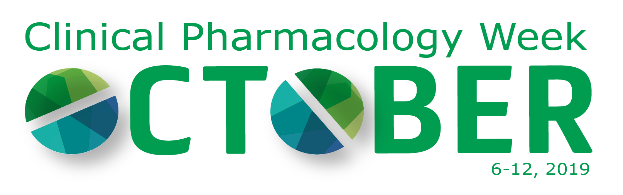 Clinical Pharmacology Week
OCTOBER
6-12, 2019